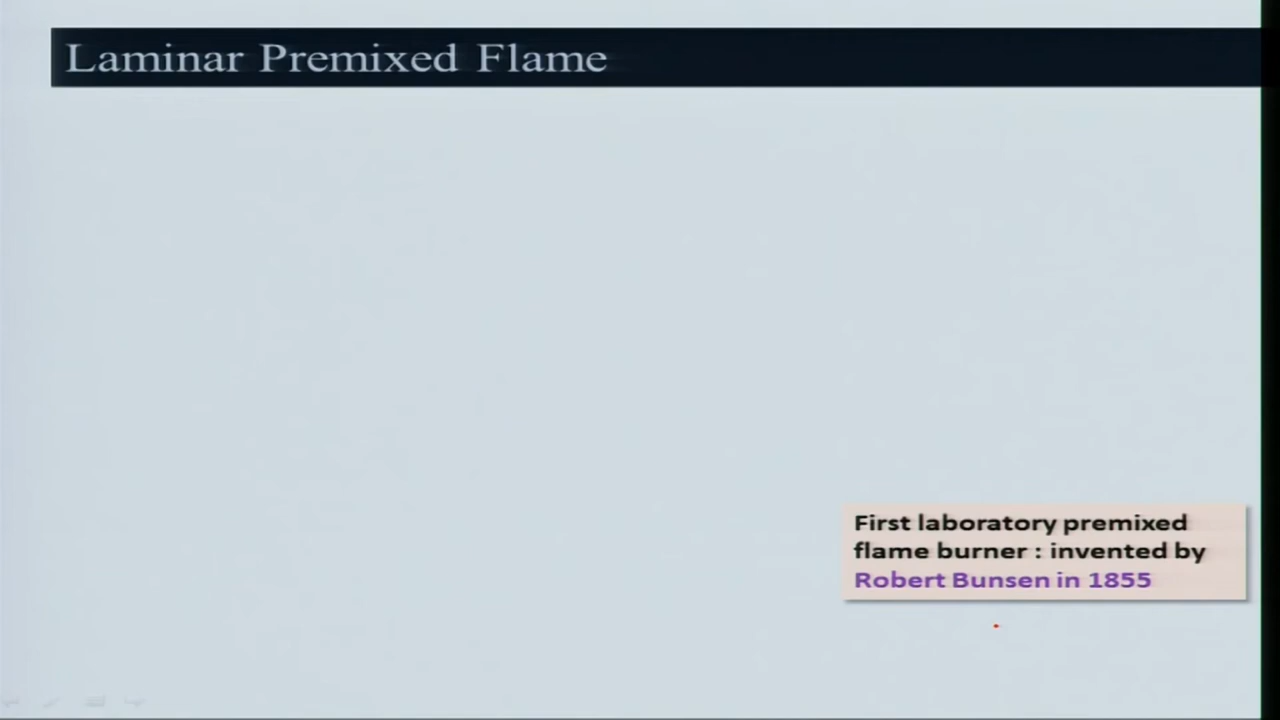 Laminar Premixed Flame
First laboratory premixed
flame burner : invented by
Robert Bunsen in 1855